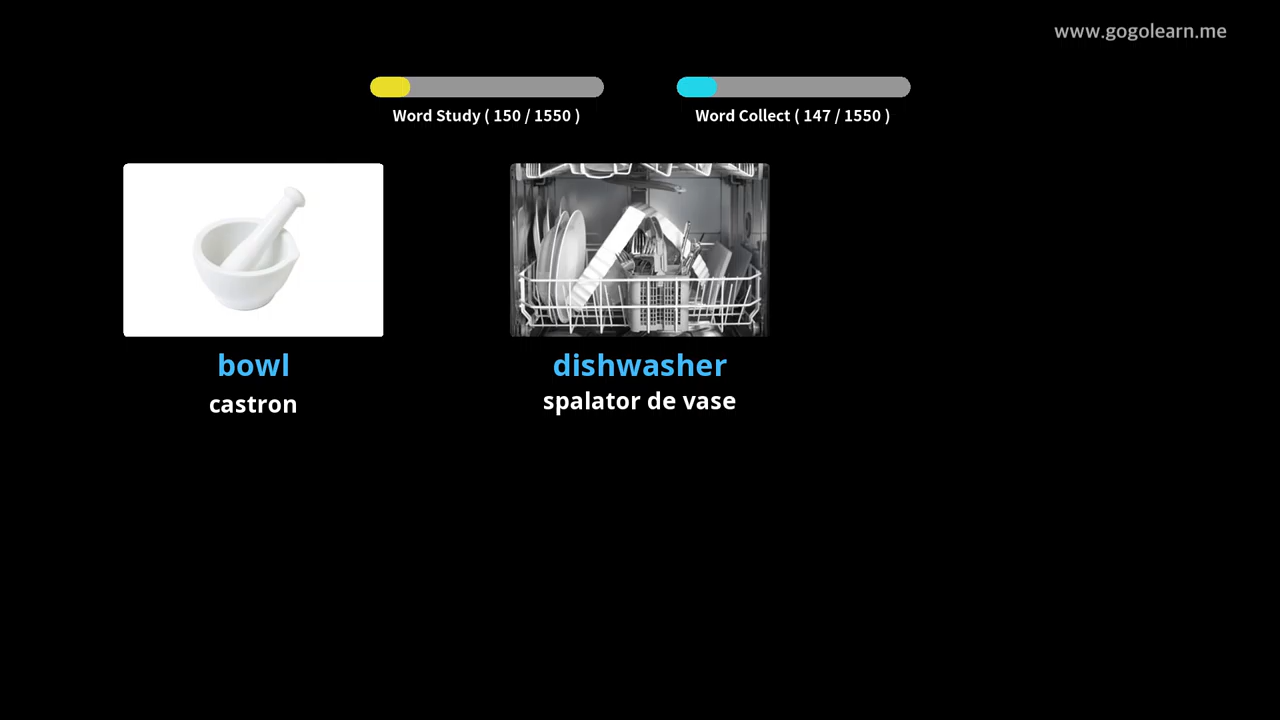 www.gogolearn.me
Word Study ( 150 / 1550 )
Word Collect ( 147 / 1550 )
bowl
castron
dishwasher
spalator de vase